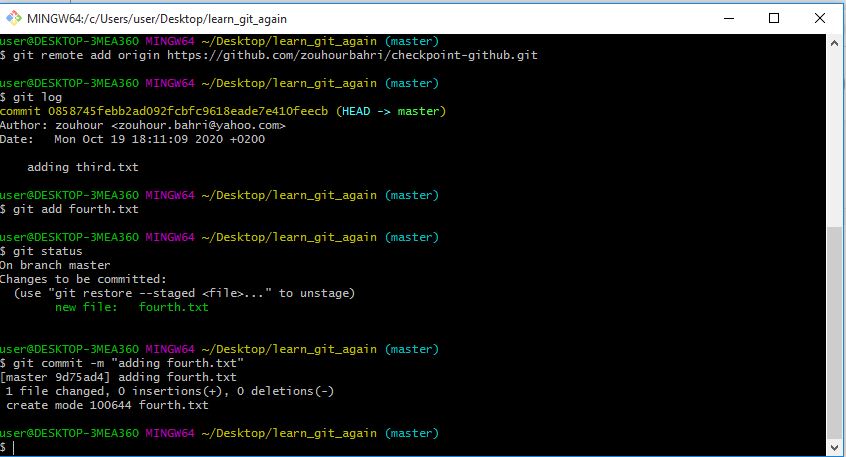 MINGW64:/c/Users/user/Desktop/learn_git_again
user@DESKTOP-3MEA360 MINGW64 ~/Desktop/learn_git_again (master)
$ git remote add origin https://github.com/zouhourbahri/checkpoint-github.git
user@DESKTOP-3MEA360 MINGW64 ~/Desktop/learn_git_again (master)
$ git log
commit 0858745febb2ad092fcbfc9618eade7e410feecb (HEAD -> master)
Author: zouhour <zouhour.bahri@yahoo.com>
Date:   Mon Oct 19 18:11:09 2020 +0200
    adding third.txt
user@DESKTOP-3MEA360 MINGW64 ~/Desktop/learn_git_again (master)
$ git add fourth.txt
user@DESKTOP-3MEA360 MINGW64 ~/Desktop/learn_git_again (master)
$ git status
On branch master
Changes to be committed:
  (use "git restore --staged <file>..." to unstage)
        new file:   fourth.txt
user@DESKTOP-3MEA360 MINGW64 ~/Desktop/learn_git_again (master)
$ git commit -m "adding fourth.txt"
[master 9d75ad4] adding fourth.txt
 1 file changed, 0 insertions(+), 0 deletions(-)
 create mode 100644 fourth.txt
user@DESKTOP-3MEA360 MINGW64 ~/Desktop/learn_git_again (master)
$